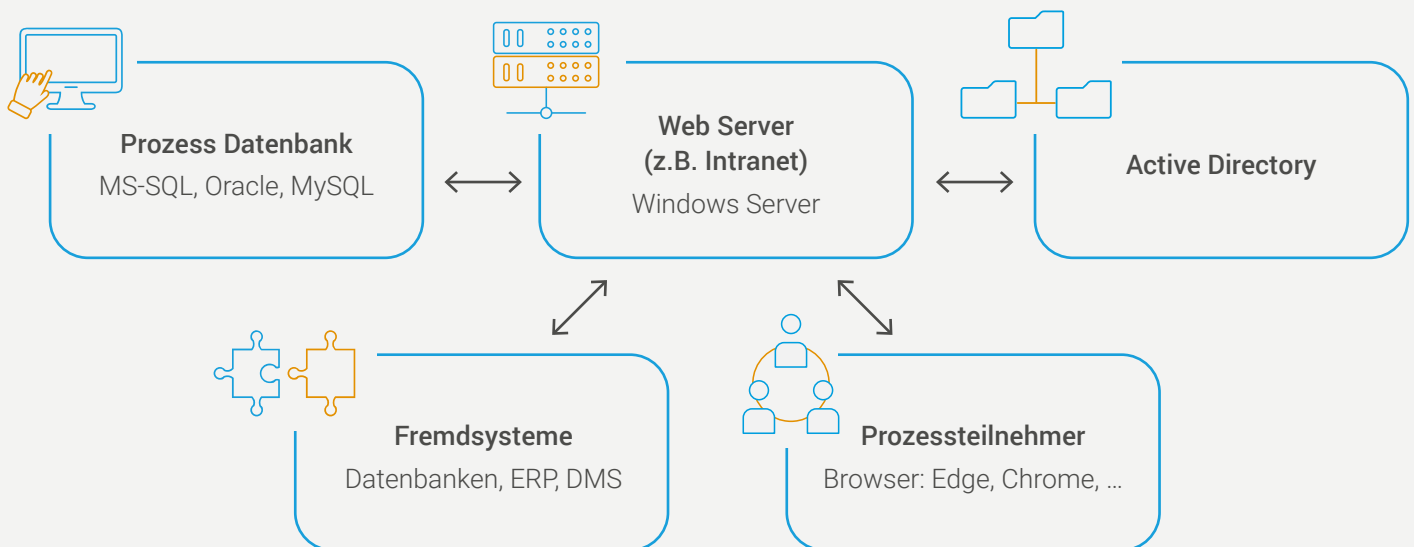 Prozess Datenbank
MS-SQL, Oracle, MySQL
Web Server
(z.B. Intranet)
Windows Server
Active Directory
Fremdsysteme
Datenbanken, ERP, DMS
Prozessteilnehmer
Browser: Edge, Chrome, ...